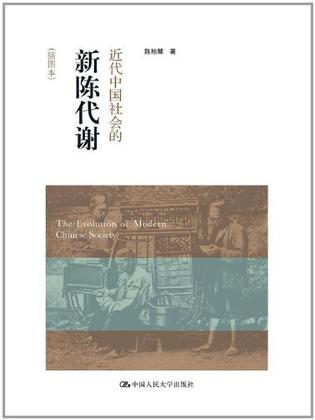 陈旭麓 著
近代中国社会的
新陈代谢
(插图本)
The Evolution of Modern
Chinese Society
中国人民大学出版社